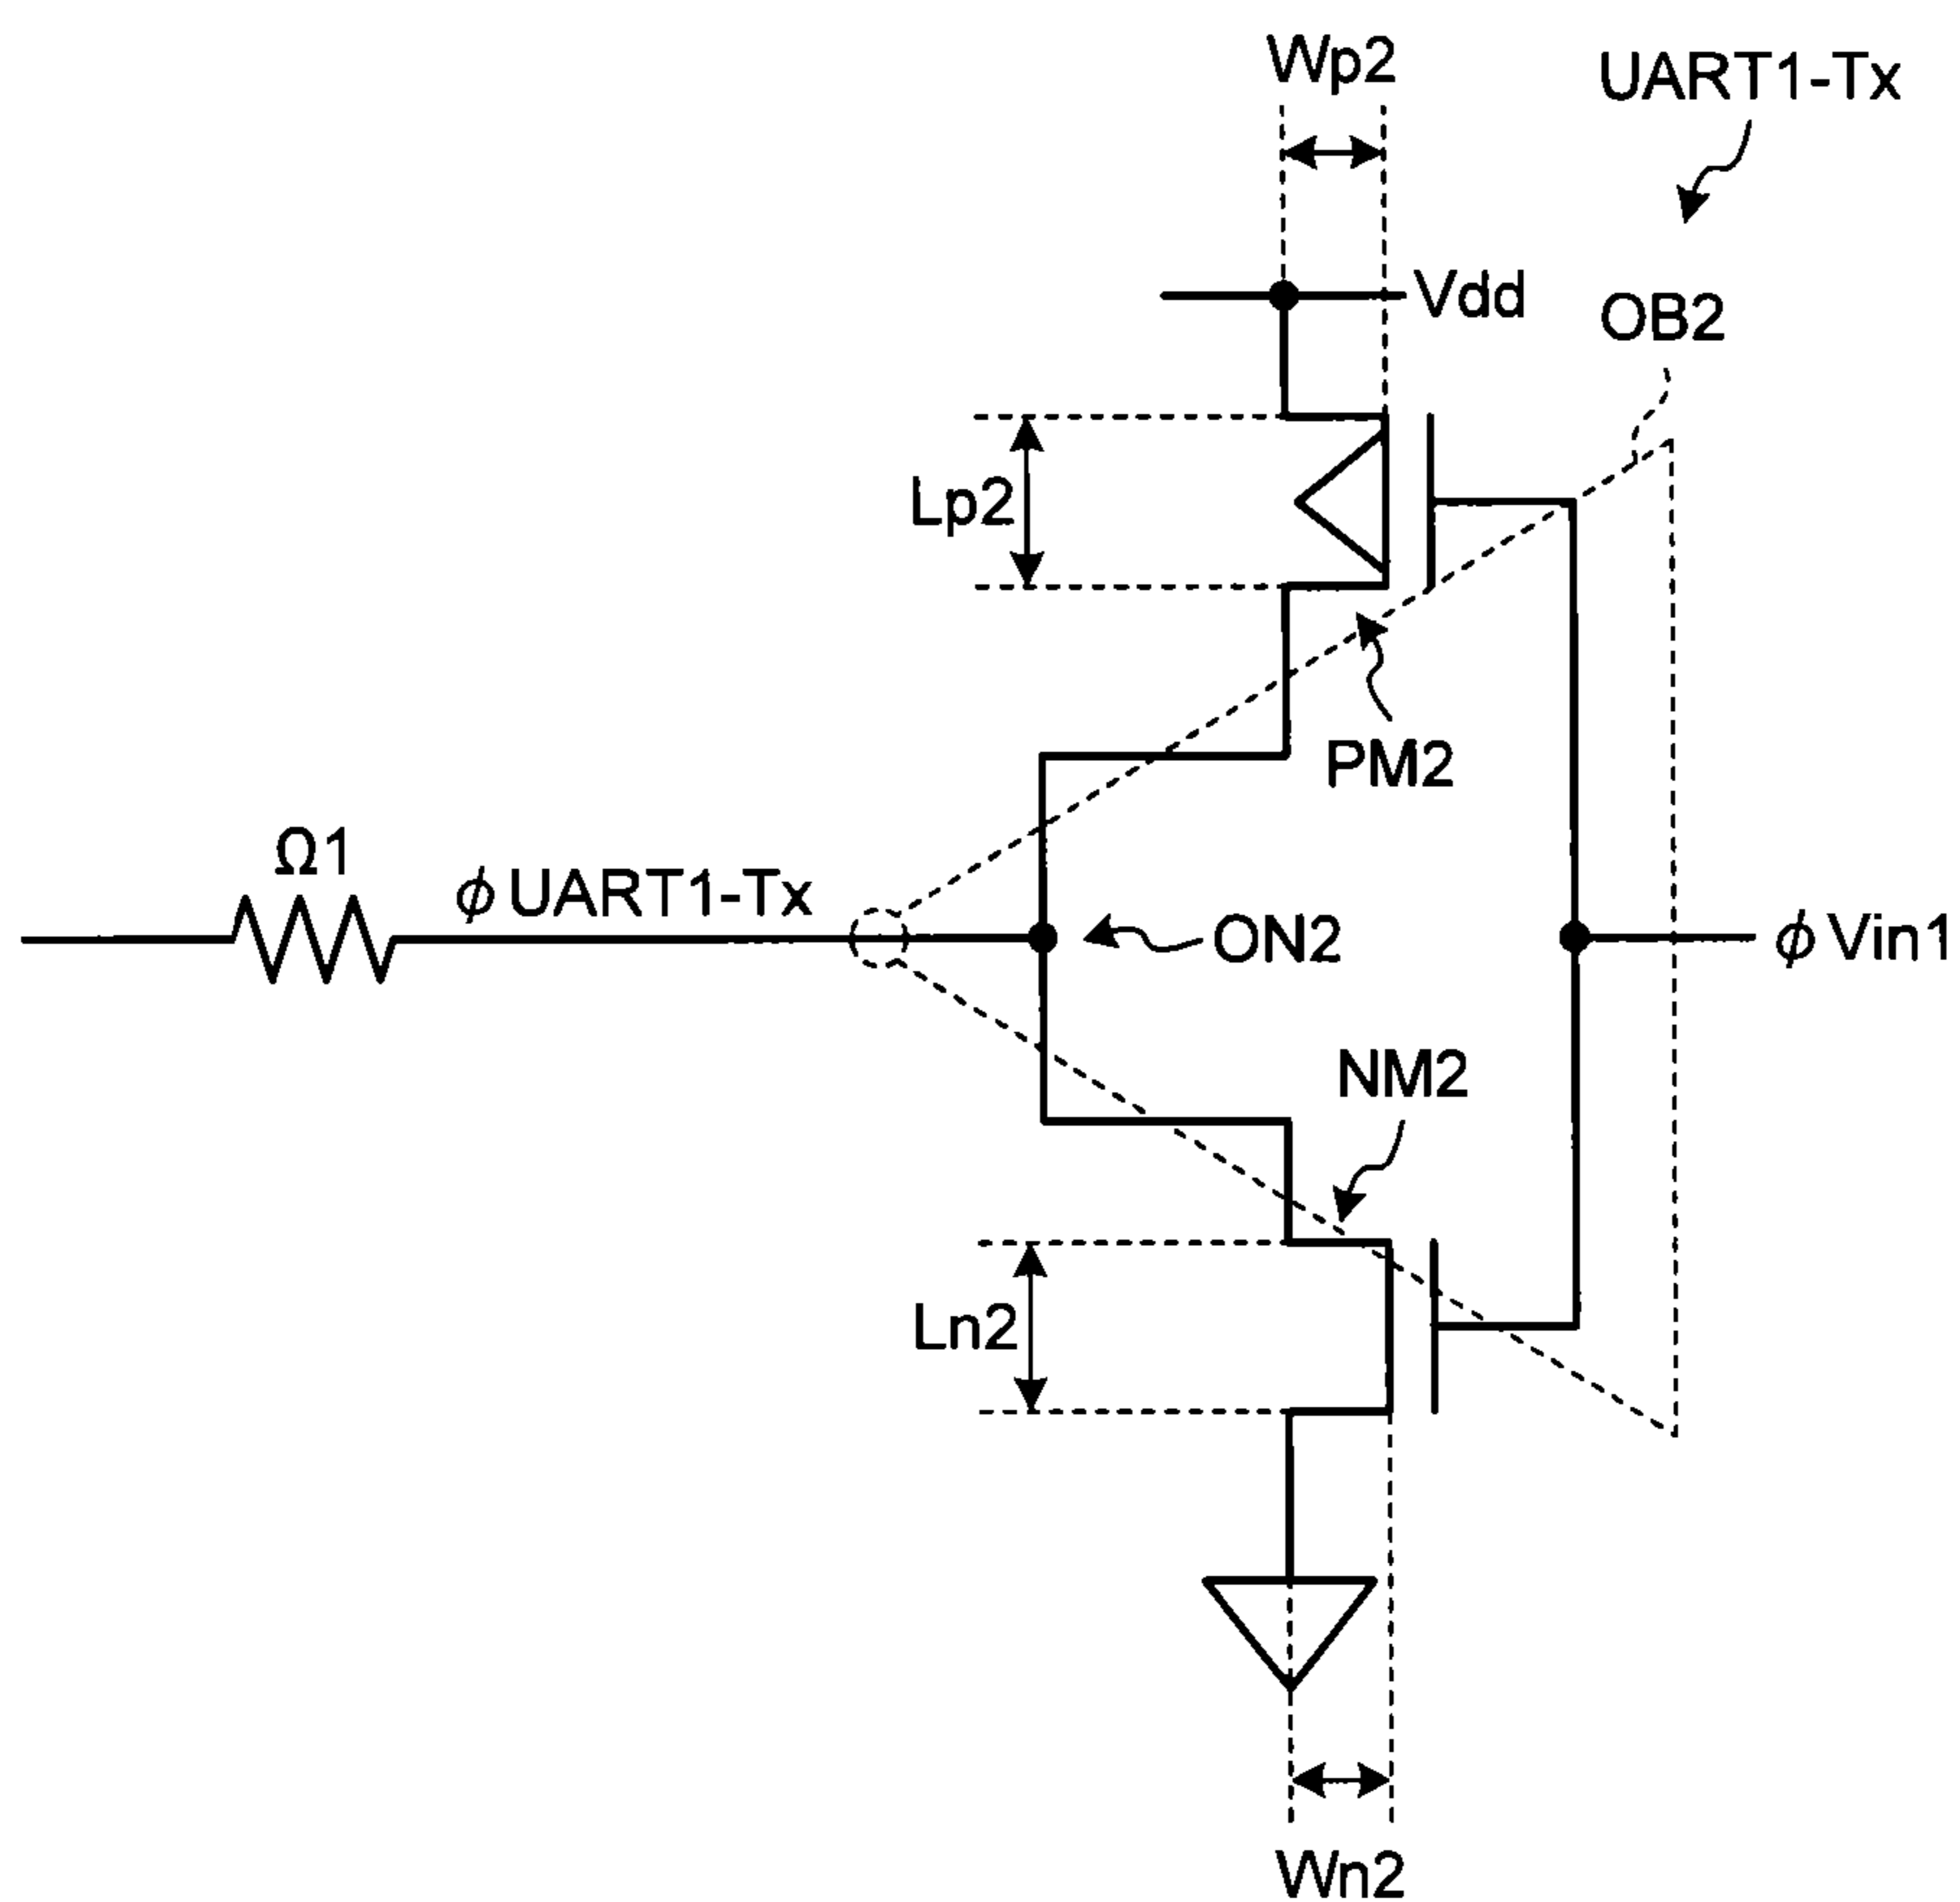 Wp2
UART1-Tx
Vdd
OB2
Lp2
PM2
Ω1
ϕUART1-Tx
ON2
ϕVin1
NM2
Ln2
Wn2